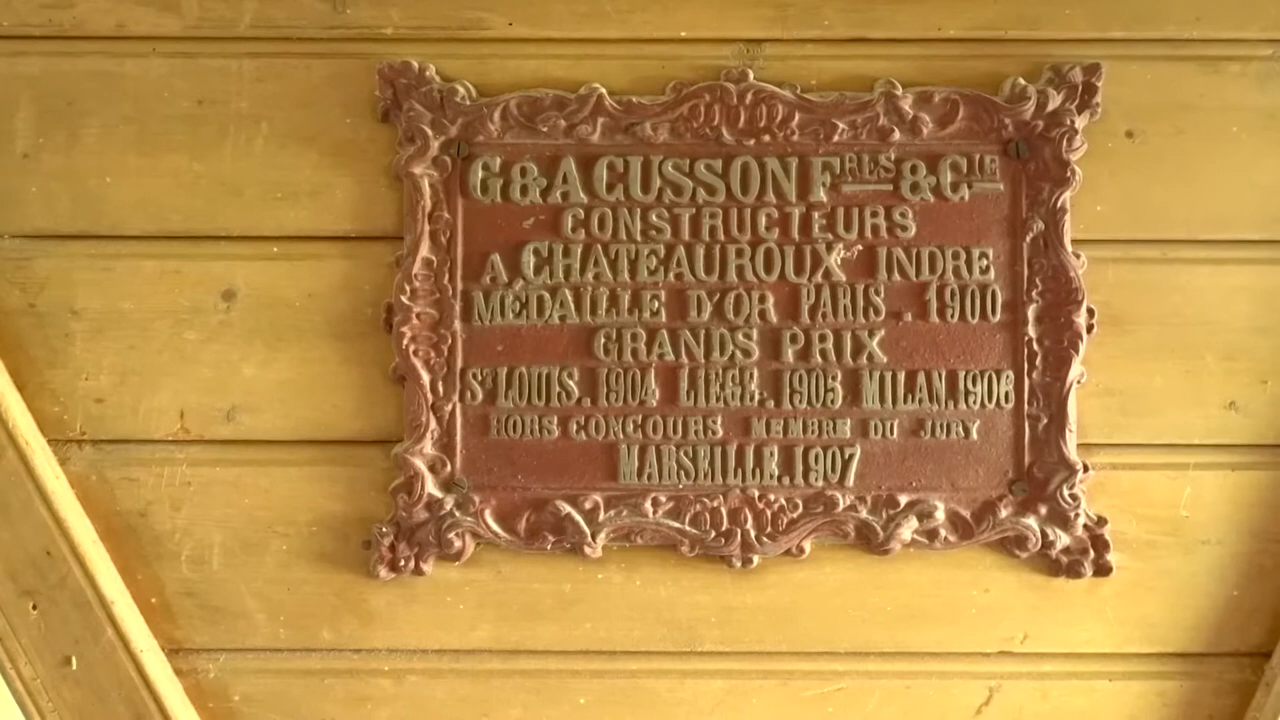 G & A CUSSON FRES & CIE
CONSTRUCTEURS
A CHATEAUROUX INDRE
MÉDAILLE D'OR PARIS . 1900
GRANDS PRIX
ST LOUIS . 1904 LIEGE . 1905 MILAN . 1906
HORS CONCOURS MEMBRE DU JURY
MARSEILLE . 1907